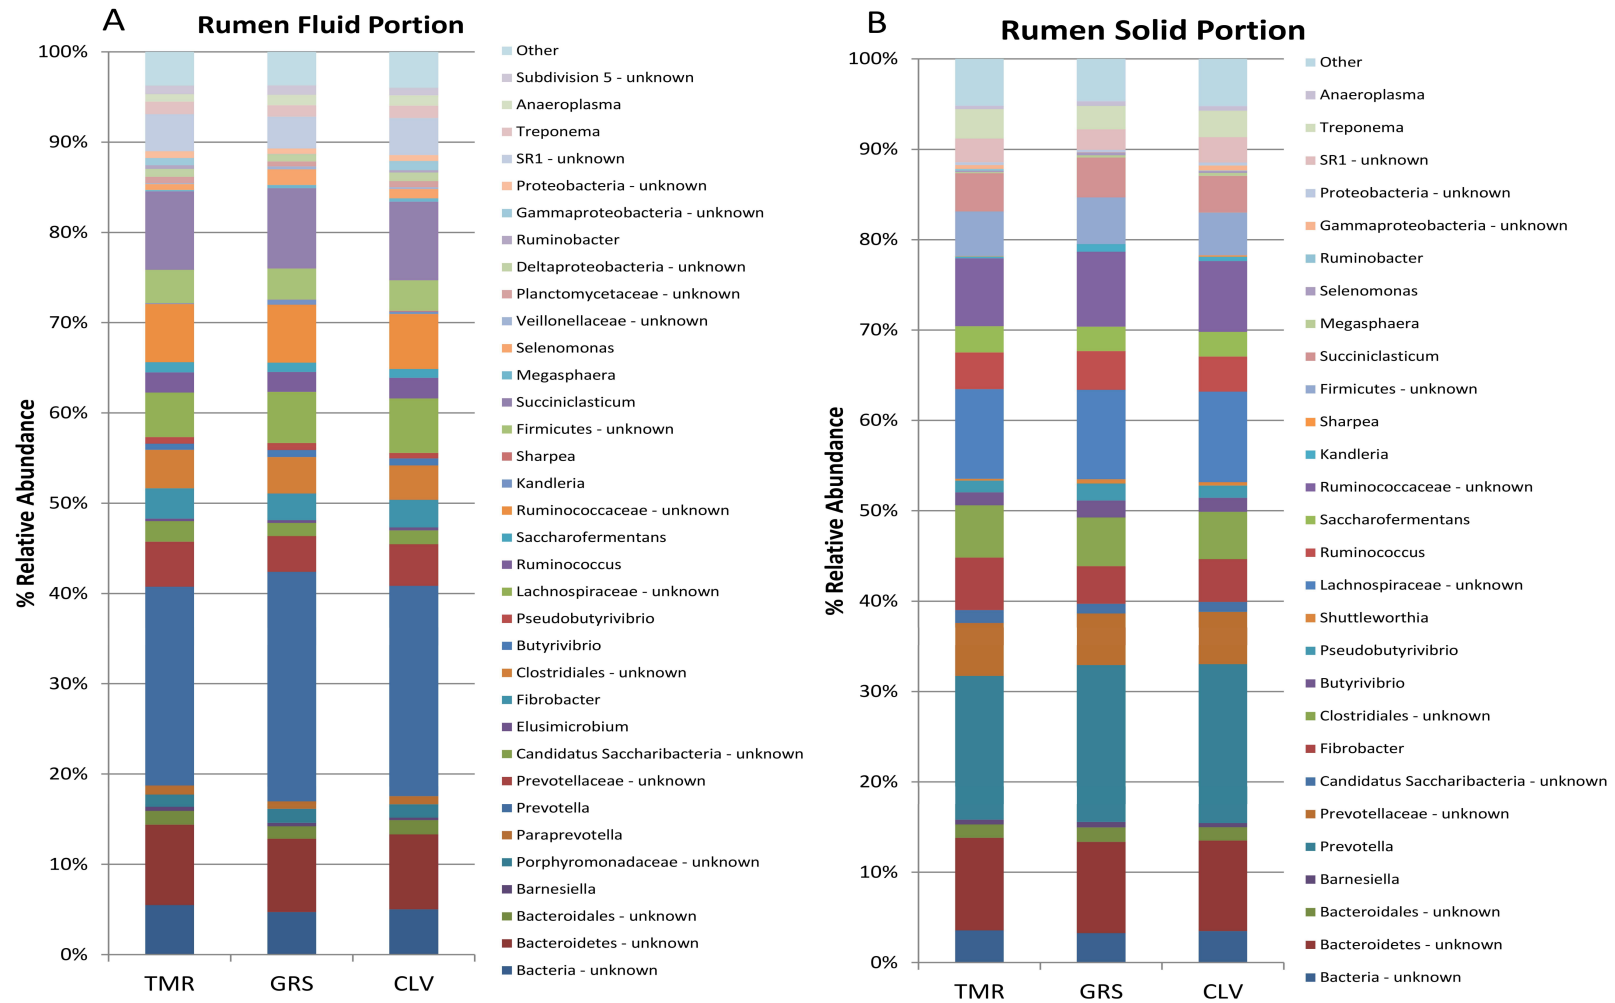 A
Rumen Fluid Portion
% Relative Abundance
100%
90%
80%
70%
60%
50%
40%
30%
20%
10%
0%
TMR
GRS
CLV
Other
Subdivision 5 - unknown
Anaeroplasma
Treponema
SR1 - unknown
Proteobacteria - unknown
Gammaproteobacteria - unknown
Ruminobacter
Deltaproteobacteria - unknown
Planctomycetaceae - unknown
Veillonellaceae - unknown
Selenomonas
Megasphaera
Succiniclasticum
Firmicutes - unknown
Sharpea
Kandleria
Ruminococcaceae - unknown
Saccharofermentans
Ruminococcus
Lachnospiraceae - unknown
Pseudobutyrivibrio
Butyrivibrio
Clostridiales - unknown
Fibrobacter
Elusimicrobium
Candidatus Saccharibacteria - unknown
Prevotellaceae - unknown
Prevotella
Paraprevotella
Porphyromonadaceae - unknown
Barnesiella
Bacteroidales - unknown
Bacteroidetes - unknown
Bacteria - unknown
B
Rumen Solid Portion
% Relative Abundance
100%
90%
80%
70%
60%
50%
40%
30%
20%
10%
0%
TMR
GRS
CLV
Other
Anaeroplasma
Treponema
SR1 - unknown
Proteobacteria - unknown
Gammaproteobacteria - unknown
Ruminobacter
Selenomonas
Megasphaera
Succiniclasticum
Firmicutes - unknown
Sharpea
Kandleria
Ruminococcaceae - unknown
Saccharofermentans
Ruminococcus
Lachnospiraceae - unknown
Shuttleworthia
Pseudobutyrivibrio
Butyrivibrio
Clostridiales - unknown
Fibrobacter
Candidatus Saccharibacteria - unknown
Prevotellaceae - unknown
Prevotella
Barnesiella
Bacteroidales - unknown
Bacteroidetes - unknown
Bacteria - unknown